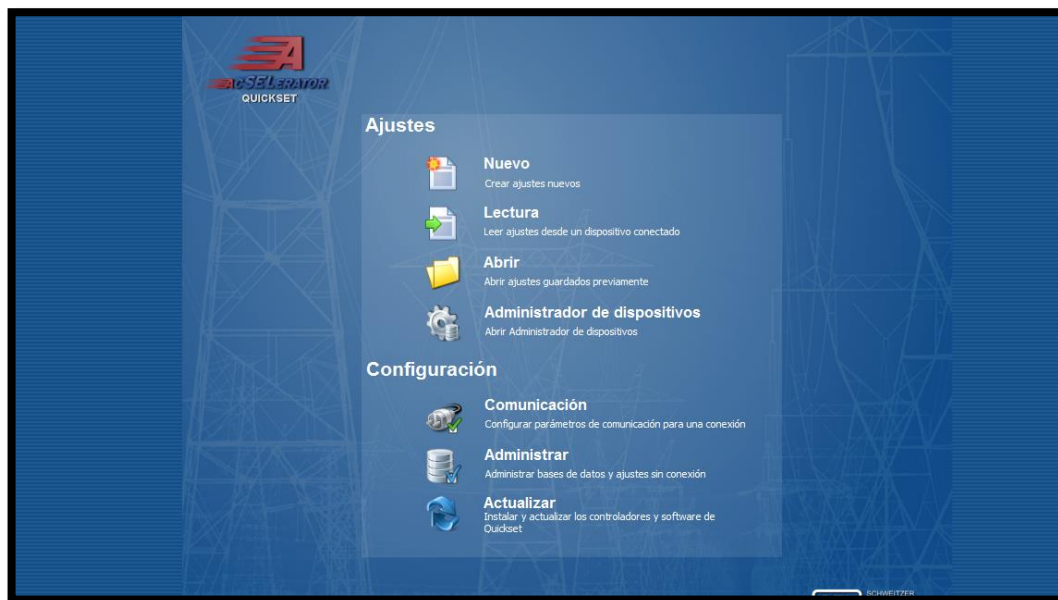 ACSELERATOR
QUICKSET
Ajustes
Nuevo
Crear ajustes nuevos
Lectura
Leer ajustes desde un dispositivo conectado
Abrir
Abrir ajustes guardados previamente
Administrador de dispositivos
Abrir Administrador de dispositivos
Configuración
Comunicación
Configurar parámetros de comunicación para una conexión
Administrar
Administrar bases de datos y ajustes sin conexión
Actualizar
Instalar y actualizar los controladores y software de
Quickset
SCHWEITZER